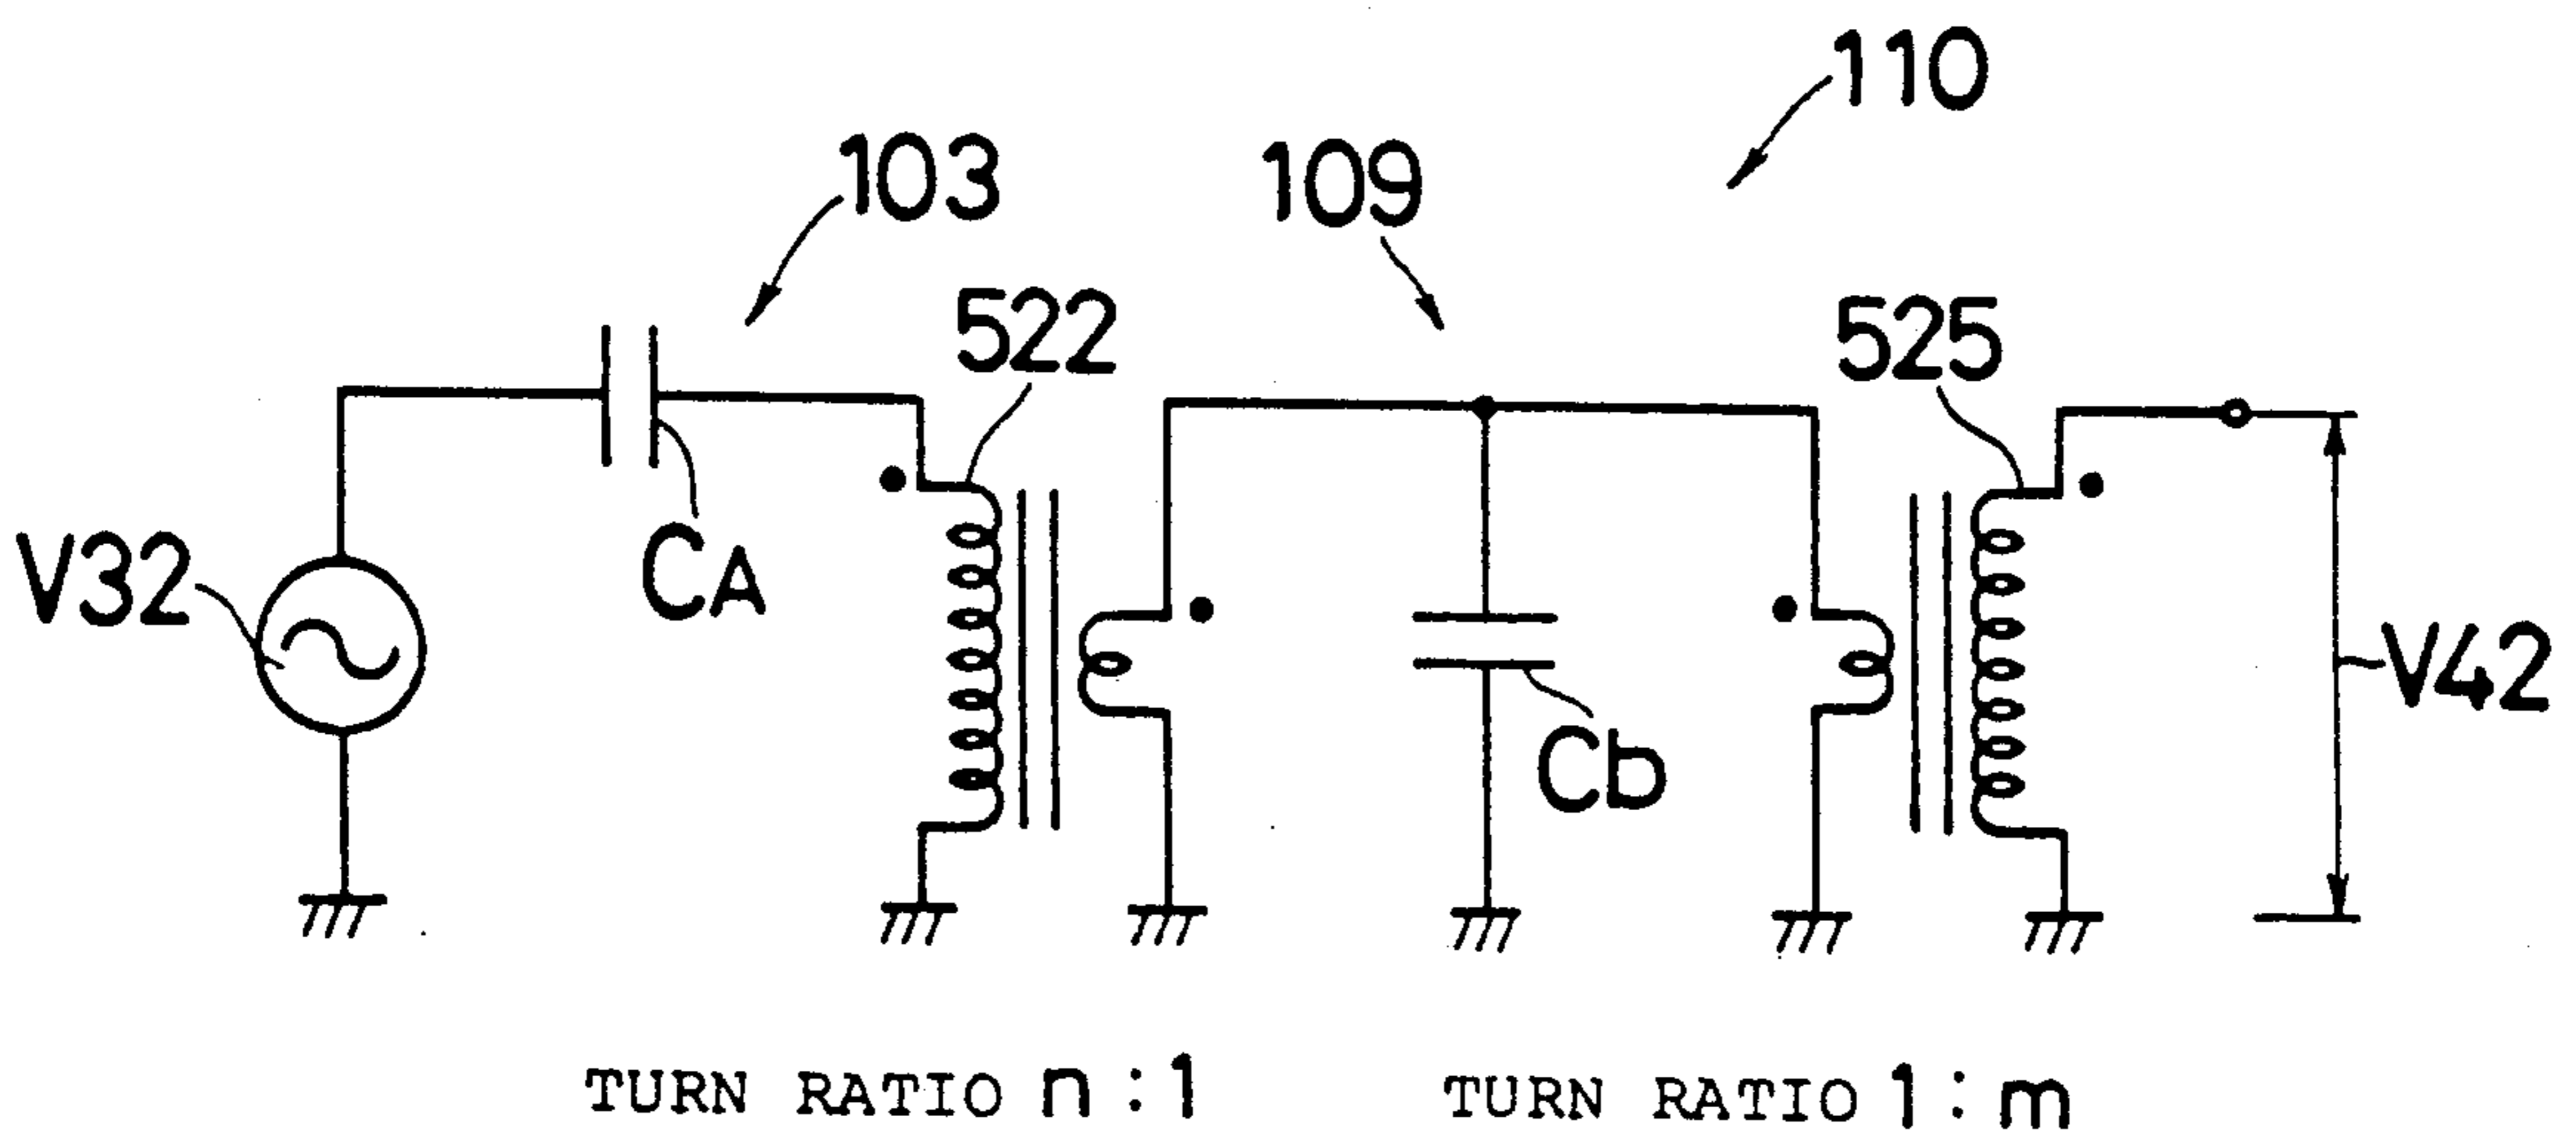 110
103
109
522
525
CA
V32
V42
Cb
TURN RATIO n:1
TURN RATIO 1:m